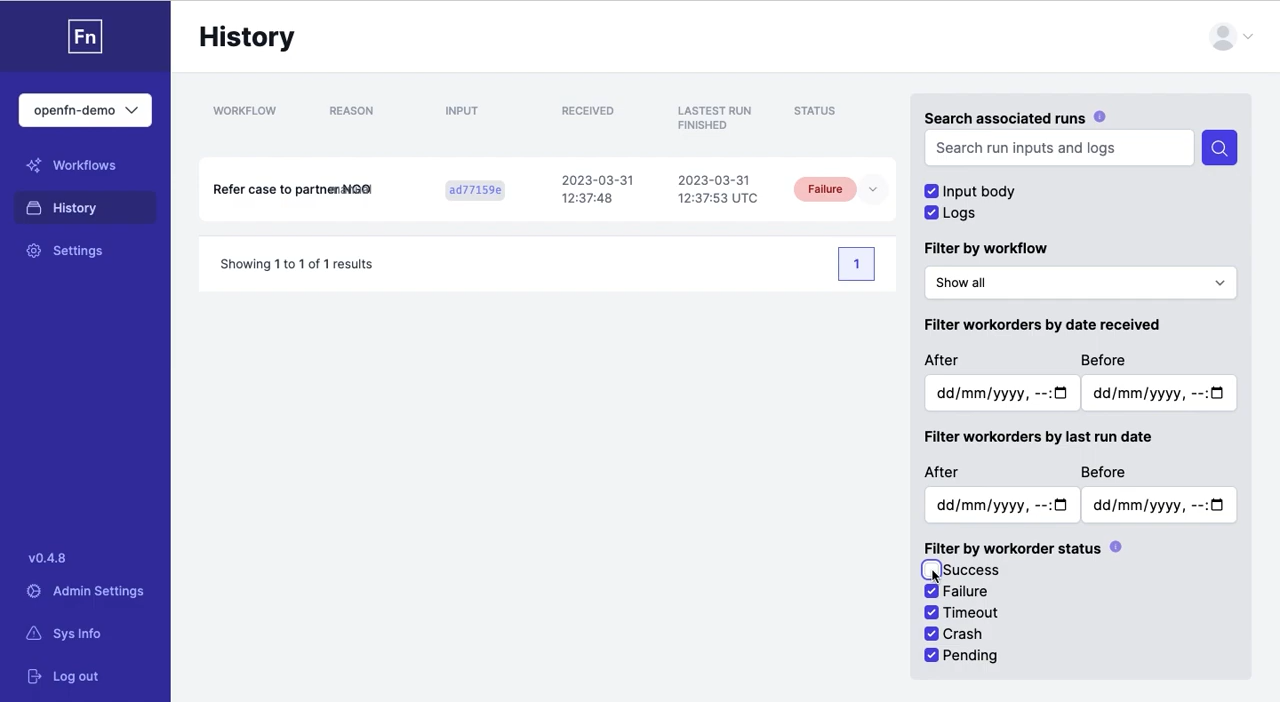 Fn
History
openfn-demo
Workflows
History
Settings
v0.4.8
Admin Settings
Sys Info
Log out
WORKFLOW REASON INPUT RECEIVED LASTEST RUN FINISHED STATUS
Refer case to partner NGO ad77159e 2023-03-31 12:37:48 2023-03-31 12:37:53 UTC Failure
Showing 1 to 1 of 1 results 1
Search associated runs
Search run inputs and logs
Input body
Logs
Filter by workflow
Show all
Filter workorders by date received
After Before
dd/mm/yyyy, --: dd/mm/yyyy, --:
Filter workorders by last run date
After Before
dd/mm/yyyy, --: dd/mm/yyyy, --:
Filter by workorder status
Success
Failure
Timeout
Crash
Pending